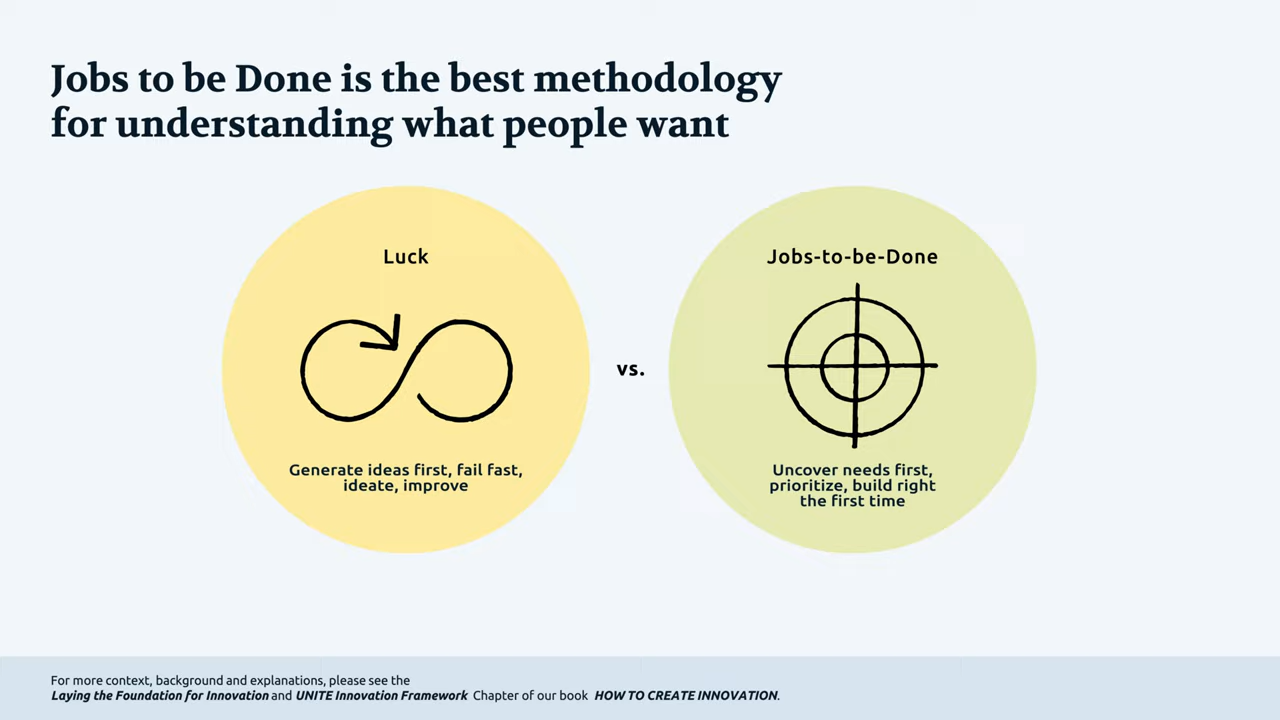 Jobs to be Done is the best methodology
for understanding what people want
Luck
Generate ideas first, fail fast,
ideate, improve
vs.
Jobs-to-be-Done
Uncover needs first,
prioritize, build right
the first time
For more context, background and explanations, please see the
Laying the Foundation for Innovation and UNITE Innovation Framework Chapter of our book HOW TO CREATE INNOVATION.